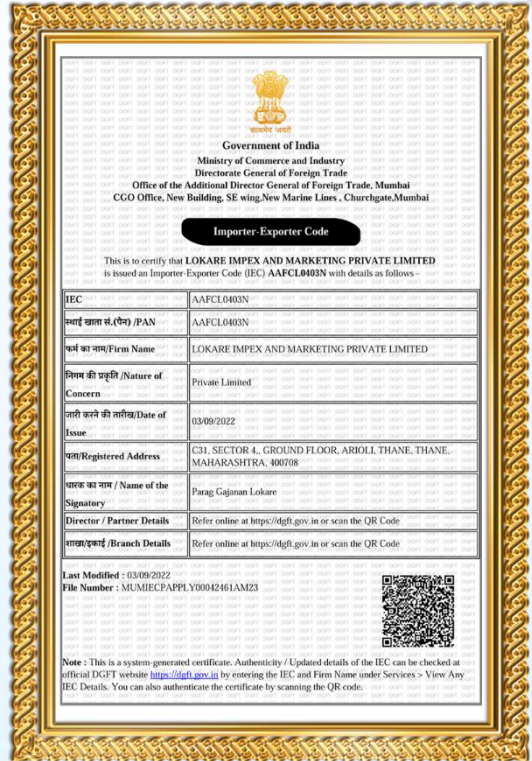 सत्यमेव जयते
Government of India
Ministry of Commerce and Industry
Directorate General of Foreign Trade
Office of the Additional Director General of Foreign Trade, Mumbai
CGO Office, New Building, SE wing,New Marine Lines , Churchgate,Mumbai
Importer-Exporter Code
This is to certify that LOKARE IMPEX AND MARKETING PRIVATE LIMITED
is issued an Importer-Exporter Code (IEC) AAFCL0403N with details as follows -
IEC AAFCL0403N
स्थाई खाता सं.(पैन) /PAN AAFCL0403N
फर्म का नाम/Firm Name LOKARE IMPEX AND MARKETING PRIVATE LIMITED
निगम की प्रकृति /Nature of
Concern Private Limited
जारी करने की तारीख/Date of
Issue 03/09/2022
पता/Registered Address C31, SECTOR 4,, GROUND FLOOR, ARIOLI, THANE, THANE,
MAHARASHTRA, 400708
धारक का नाम / Name of the
Signatory Parag Gajanan Lokare
Director / Partner Details Refer online at https://dgft.gov.in or scan the QR Code
शाखा/इकाई /Branch Details Refer online at https://dgft.gov.in or scan the QR Code
Last Modified : 03/09/2022
File Number : MUMIECPAPPLY00042461AM23
Note : This is a system-generated certificate. Authenticity / Updated details of the IEC can be checked at
official DGFT website https://dgft.gov.in by entering the IEC and Firm Name under Services > View Any
IEC Details. You can also authenticate the certificate by scanning the QR code.